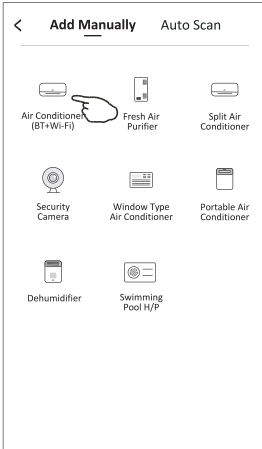 Add Manually Auto Scan
Air Conditioner
(BT+Wi-Fi)
Fresh Air
Purifier
Split Air
Conditioner
Security
Camera
Window Type
Air Conditioner
Portable Air
Conditioner
Dehumidifier
Swimming
Pool H/P